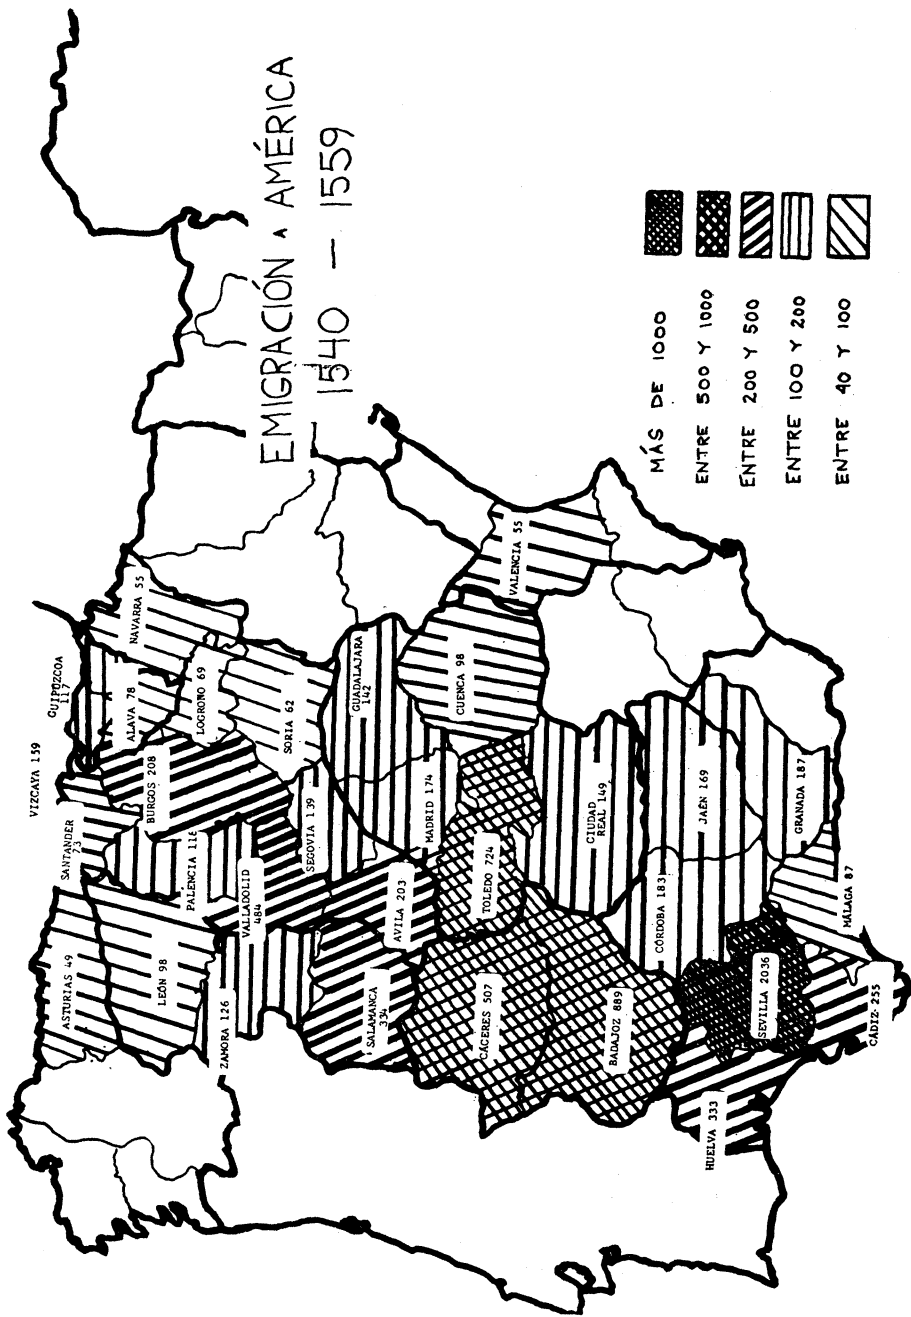 EMIGRACIÓN A AMÉRICA
1540 — 1559
VIZCAYA 159
GUIPÚZCOA
117
SANTANDER
73
ASTURIAS 49
NAVARRA 55
ALAVA 78
BURGOS 208
LEÓN 98
LOGROÑO 69
PALENCIA 118
ZAMORA 126
SORIA 62
VALLADOLID
484
SEGOVIA 139
GUADALAJARA
142
SALAMANCA
334
AVILA 203
MADRID 174
CUENCA 98
VALENCIA 55
CÁCERES 507
TOLEDO 724
CIUDAD
REAL 149
BADAJOZ 889
CÓRDOBA 183
JAÉN 169
HUELVA 333
SEVILLA 2036
GRANADA 187
MÁLAGA 87
CÁDIZ-255
MÁS DE 1000
ENTRE 500 Y 1000
ENTRE 200 Y 500
ENTRE 100 Y 200
ENTRE 40 Y 100